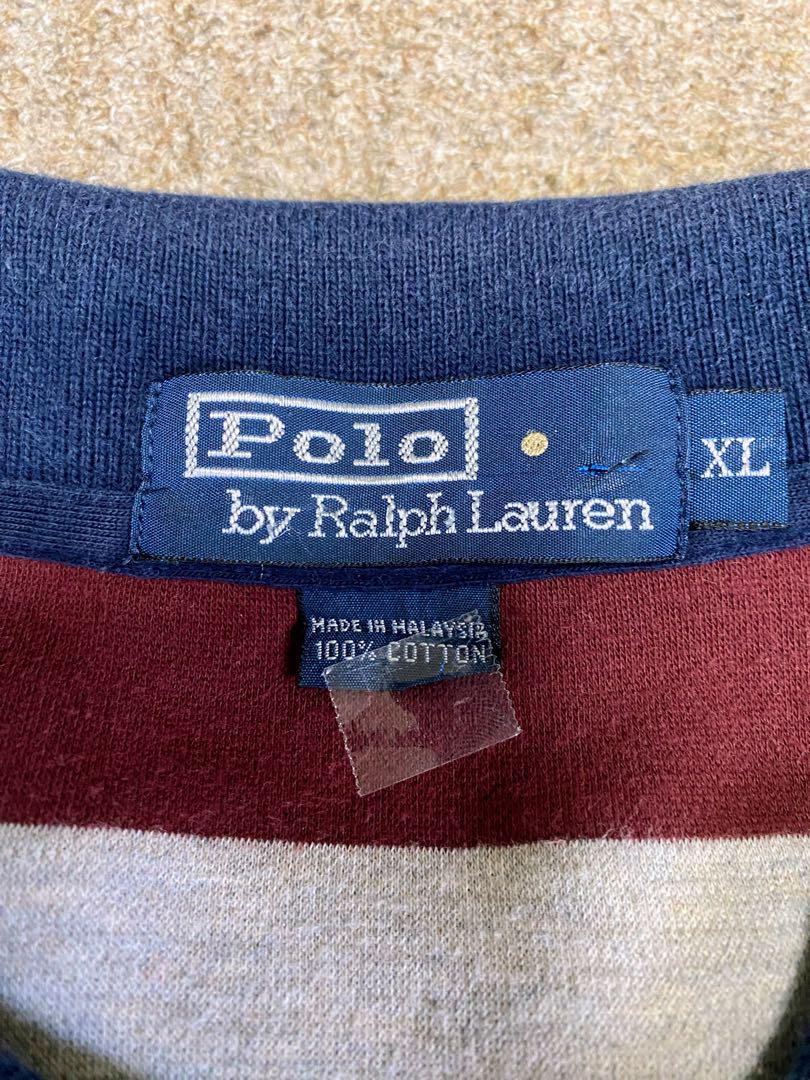 Polo
by Ralph Lauren
XL
MADE IN MALAYSIA
100% COTTON